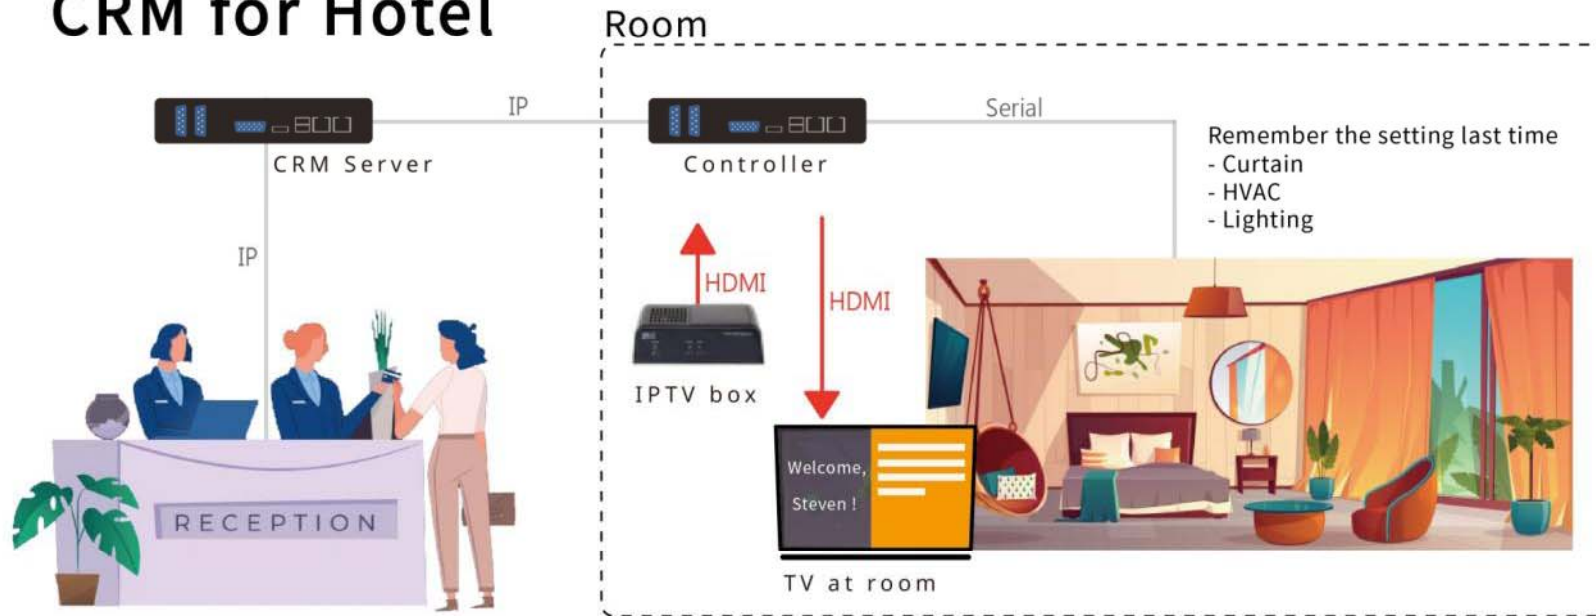 CRM for Hotel
Room
IP
Serial
CRM Server
Controller
Remember the setting last time
- Curtain
- HVAC
- Lighting
IP
HDMI
HDMI
IPTV box
Welcome,
Steven !
RECEPTION
TV at room